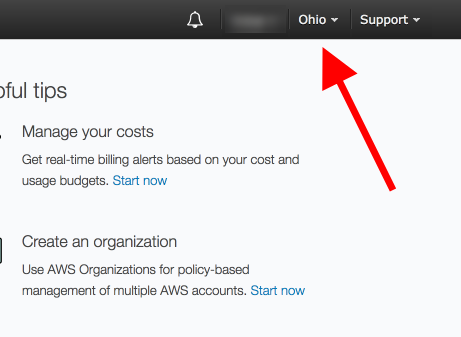 Ohio Support
pful tips
Manage your costs
Get real-time billing alerts based on your cost and
usage budgets. Start now
Create an organization
Use AWS Organizations for policy-based
management of multiple AWS accounts. Start now